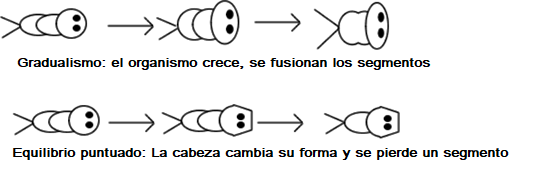 Gradualismo: el organismo crece, se fusionan los segmentos
Equilibrio puntuado: La cabeza cambia su forma y se pierde un segmento